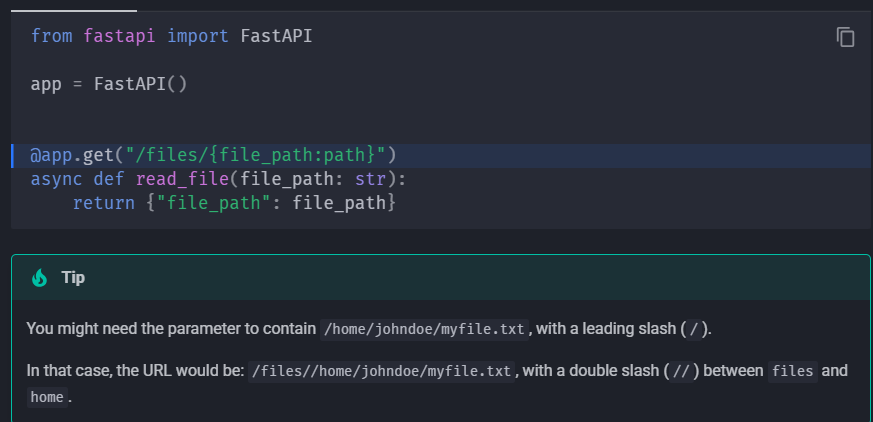 from fastapi import FastAPI
app = FastAPI()
@app.get("/files/{file_path:path}")
async def read_file(file_path: str):
    return {"file_path": file_path}
Tip
You might need the parameter to contain /home/johndoe/myfile.txt, with a leading slash (/).
In that case, the URL would be: /files//home/johndoe/myfile.txt, with a double slash (//) between files and
home.